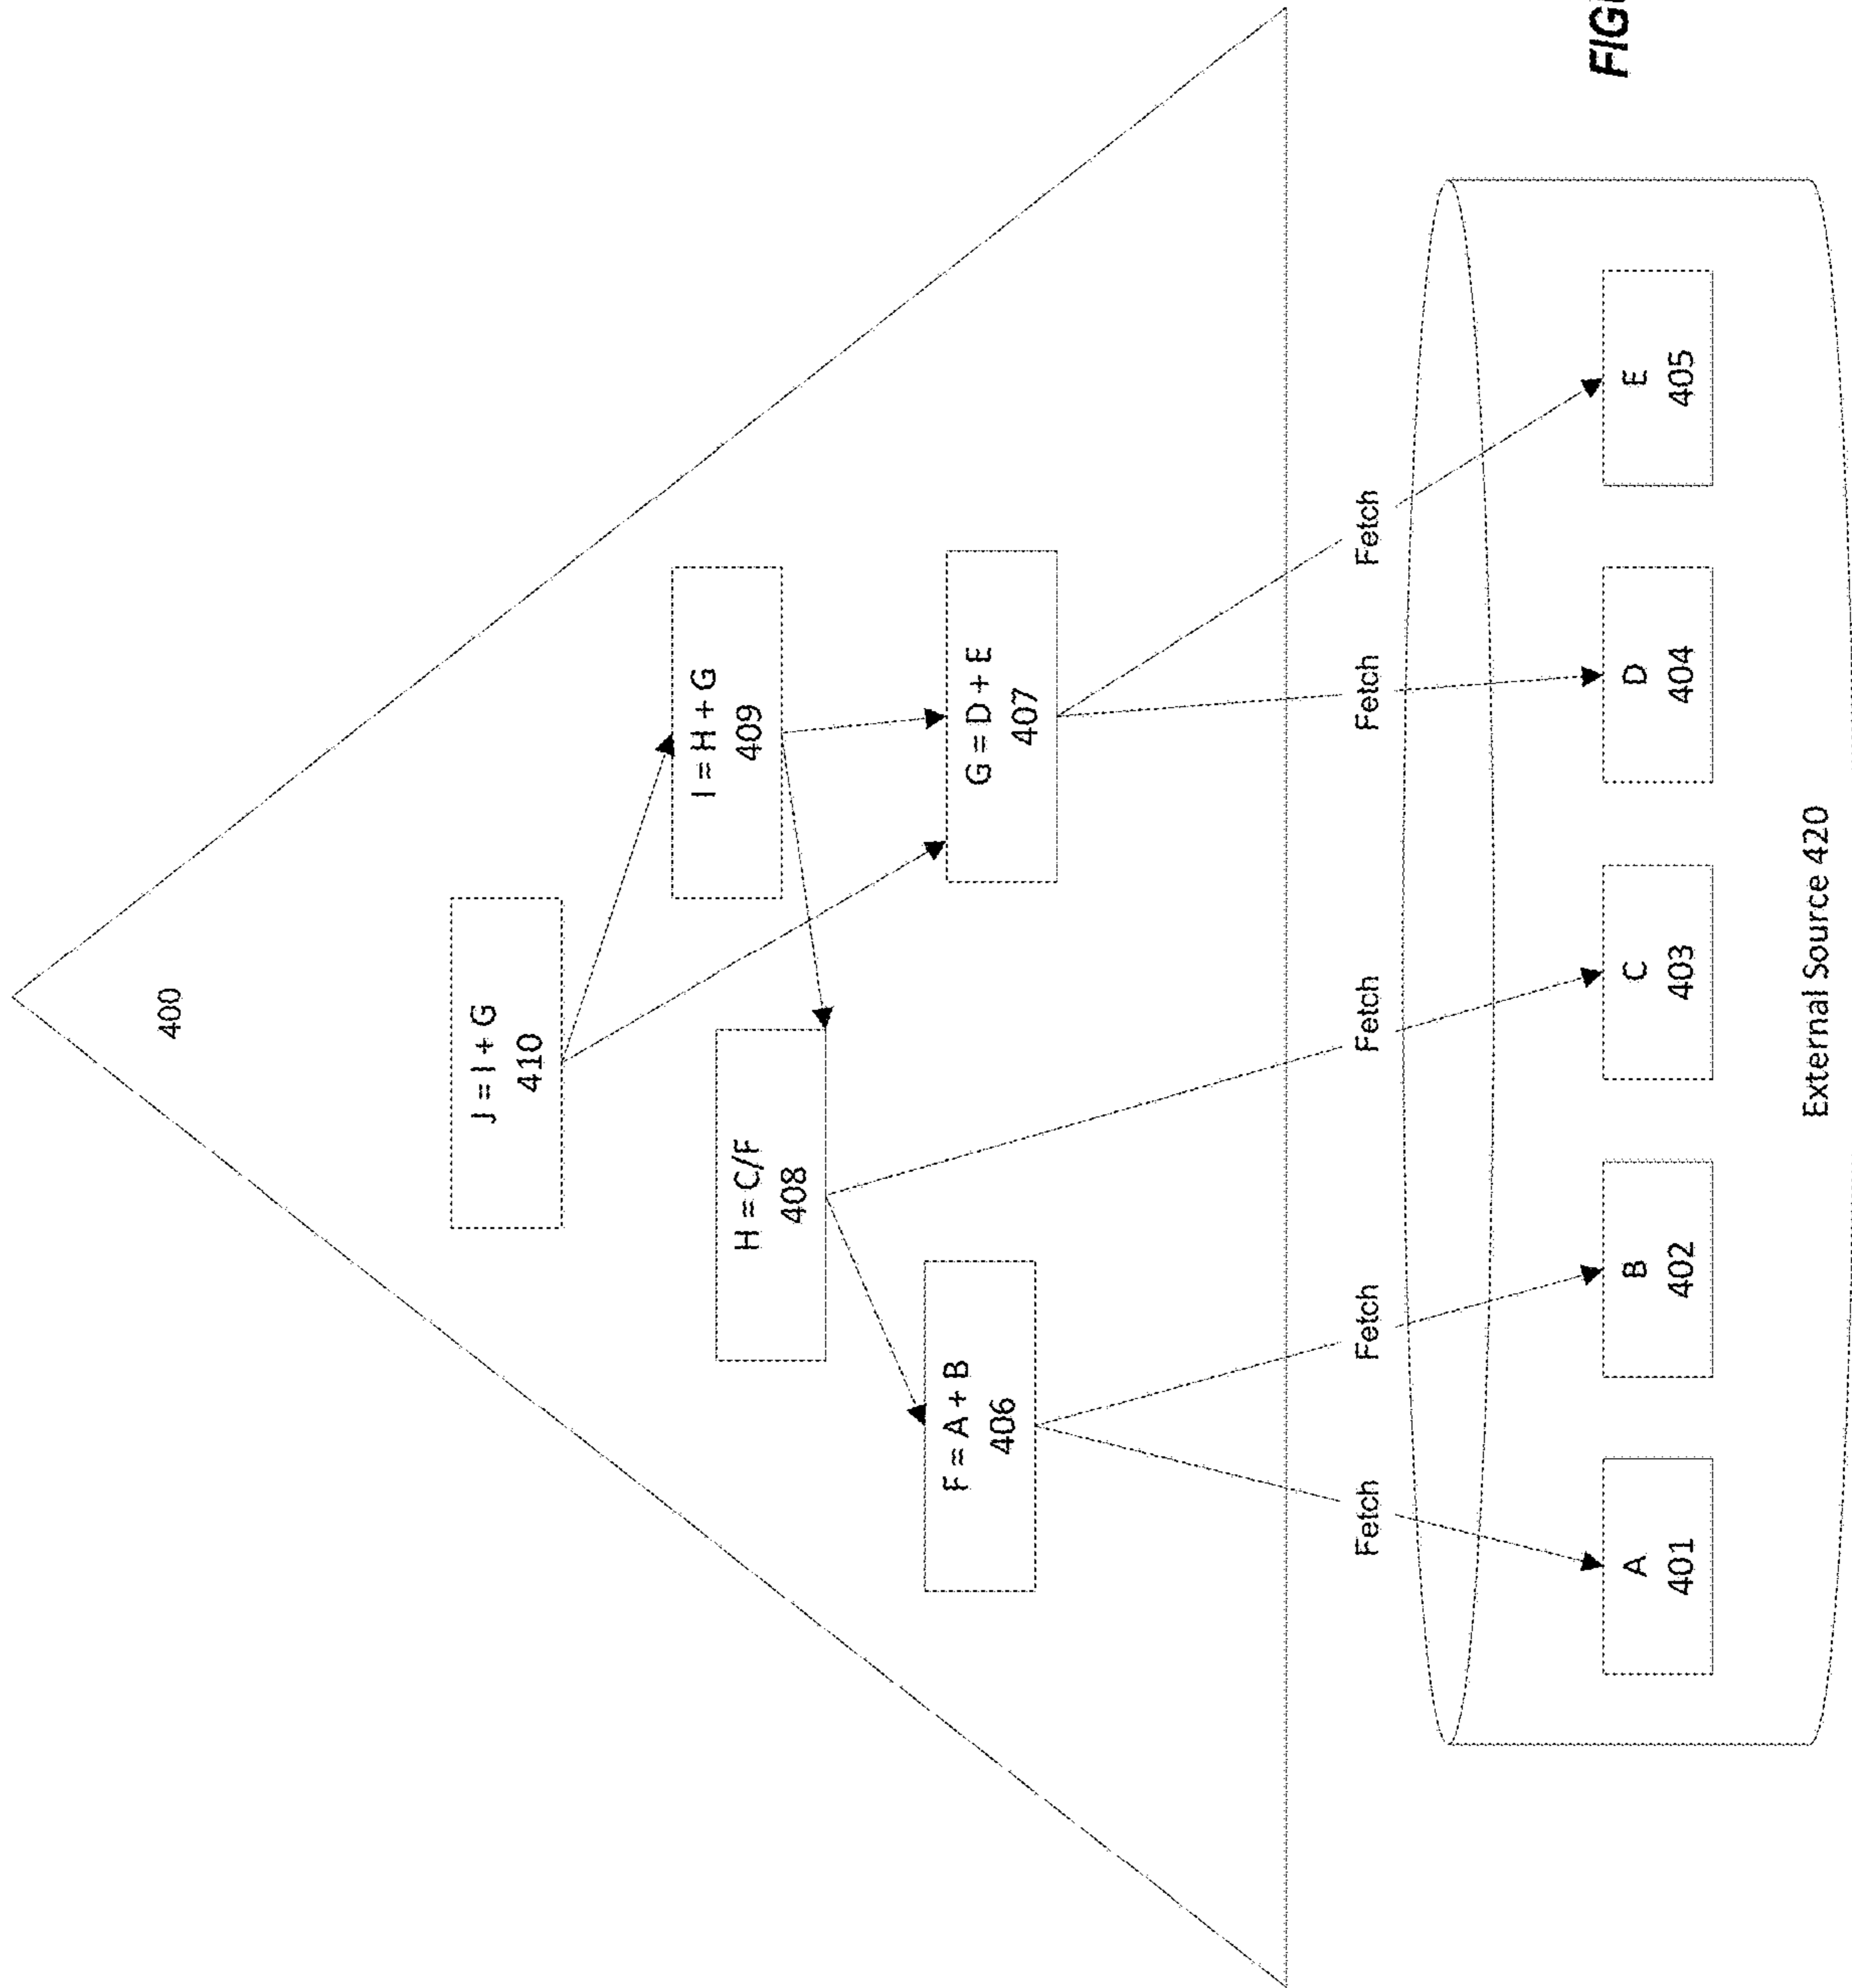 400
J = I + G
410
I = H + G
409
H = C/F
408
G = D + E
407
F = A + B
406
Fetch
Fetch
Fetch
Fetch
Fetch
A
401
B
402
C
403
D
404
E
405
External Source 420